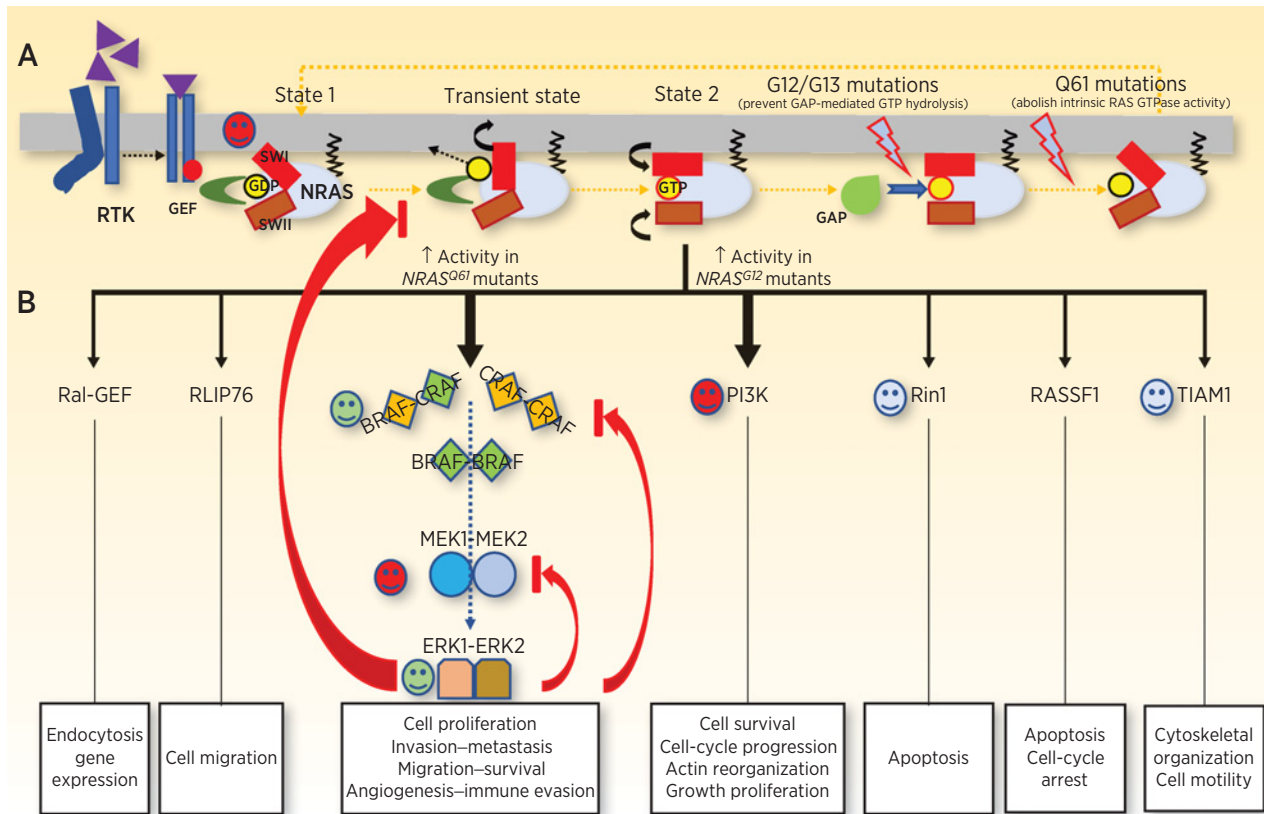 A
State 1
Transient state
State 2
G12/G13 mutations
(prevent GAP-mediated GTP hydrolysis)
Q61 mutations
(abolish intrinsic RAS GTPase activity)
RTK
GEF
SWI
GDP
NRAS
SWII
GTP
GAP
↑ Activity in
NRAS^Q61 mutants
↑ Activity in
NRAS^G12 mutants
B
Ral-GEF
RLIP76
BRAF-CRAF
CRAF-CRAF
BRAF-BRAF
PI3K
Rin1
RASSF1
TIAM1
MEK1-MEK2
ERK1-ERK2
Endocytosis
gene
expression
Cell migration
Cell proliferation
Invasion–metastasis
Migration–survival
Angiogenesis–immune evasion
Cell survival
Cell-cycle progression
Actin reorganization
Growth proliferation
Apoptosis
Apoptosis
Cell-cycle
arrest
Cytoskeletal
organization
Cell motility